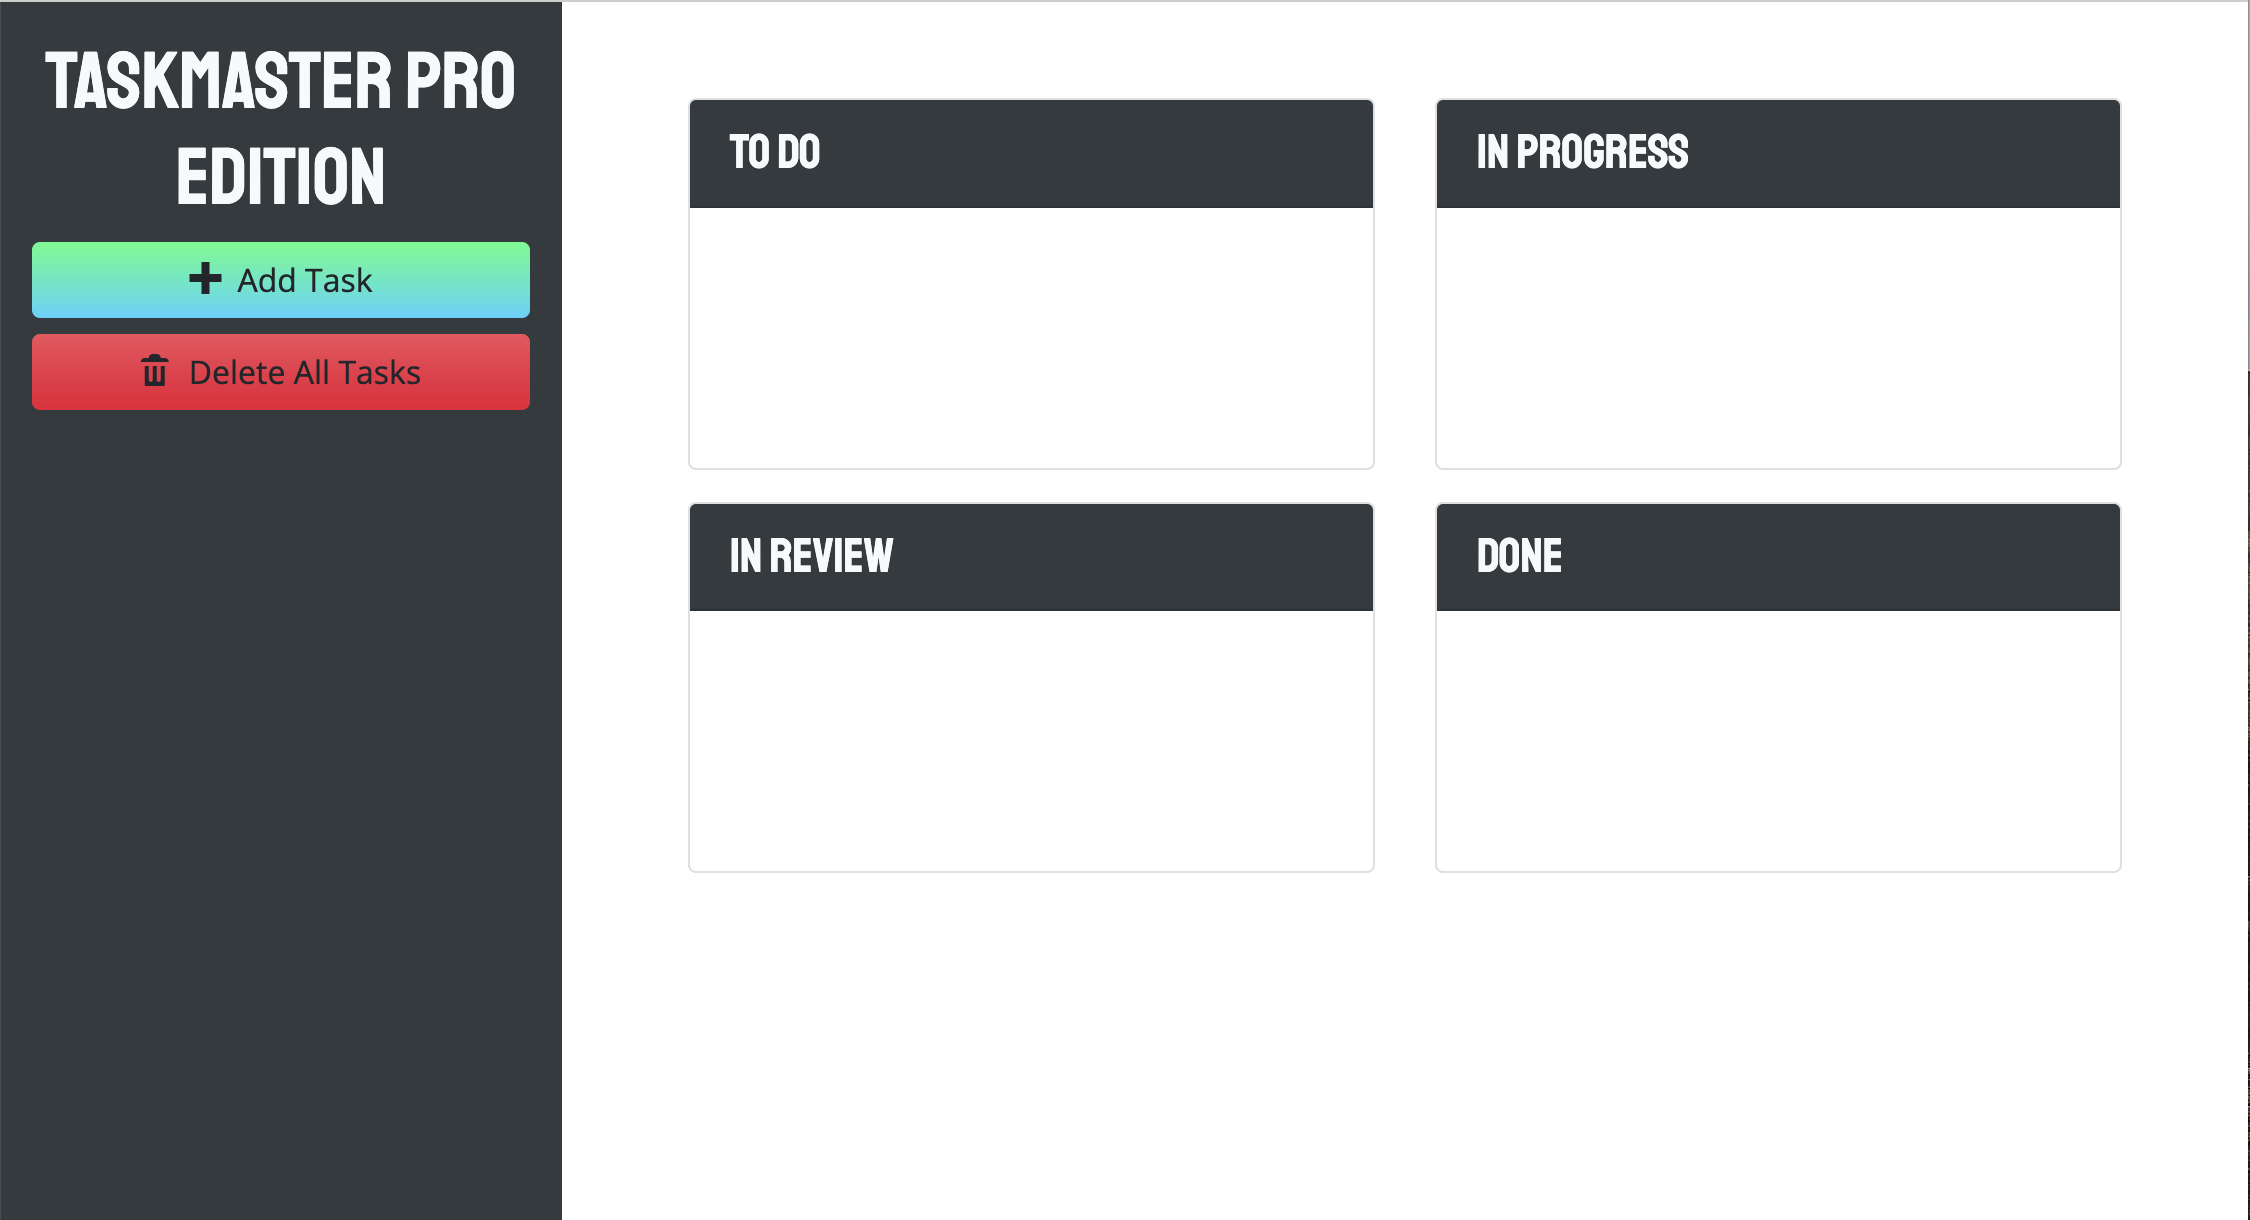 TASKMASTER PRO
EDITION
Add Task
Delete All Tasks
TO DO
IN PROGRESS
IN REVIEW
DONE